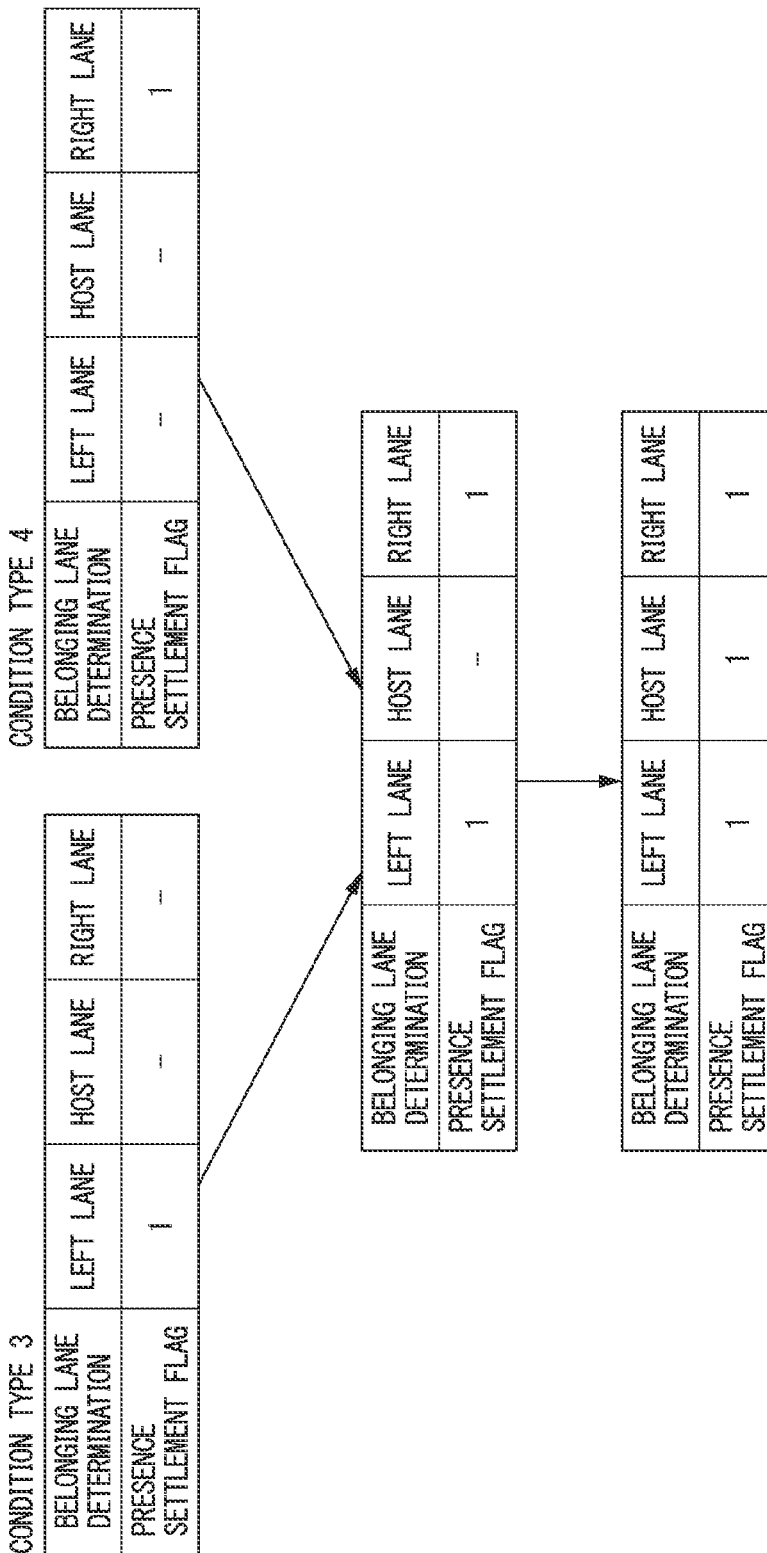 CONDITION TYPE 3
BELONGING LANE
DETERMINATION
LEFT LANE
HOST LANE
RIGHT LANE
PRESENCE
SETTLEMENT FLAG
1
-
-
CONDITION TYPE 4
BELONGING LANE
DETERMINATION
LEFT LANE
HOST LANE
RIGHT LANE
PRESENCE
SETTLEMENT FLAG
-
-
1
BELONGING LANE
DETERMINATION
LEFT LANE
HOST LANE
RIGHT LANE
PRESENCE
SETTLEMENT FLAG
1
-
1
BELONGING LANE
DETERMINATION
LEFT LANE
HOST LANE
RIGHT LANE
PRESENCE
SETTLEMENT FLAG
1
1
1